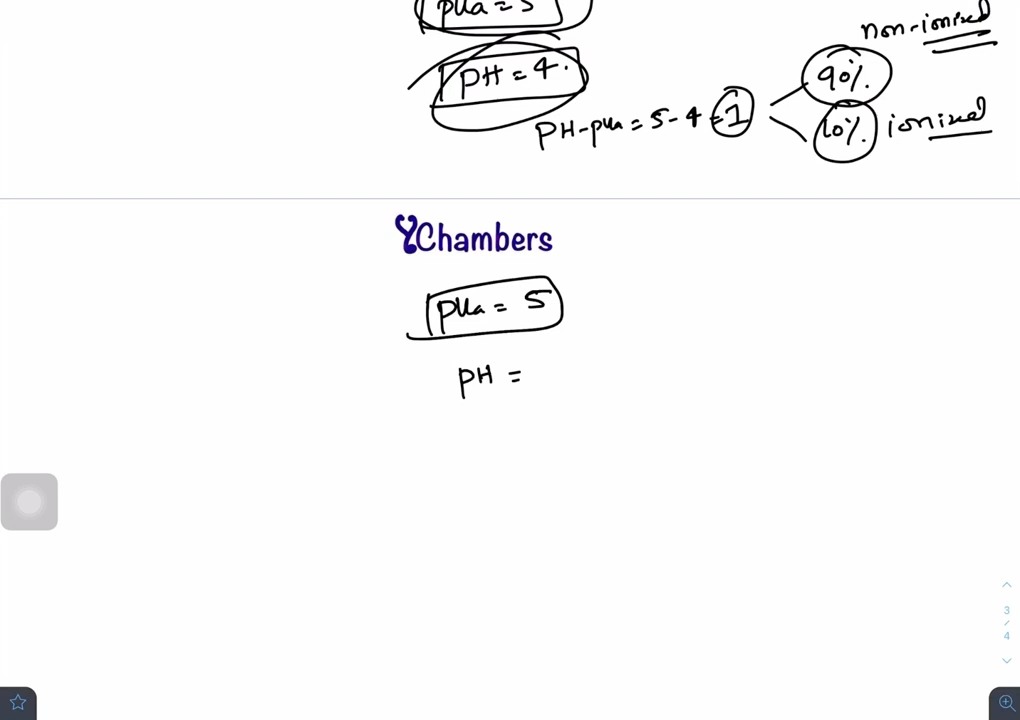 pKa = 5
non-ionized
pH = 4.
90%.
pH-pKa = 5-4 = 1
10%. ionized
Chambers
pKa = 5
pH =
3
/
4